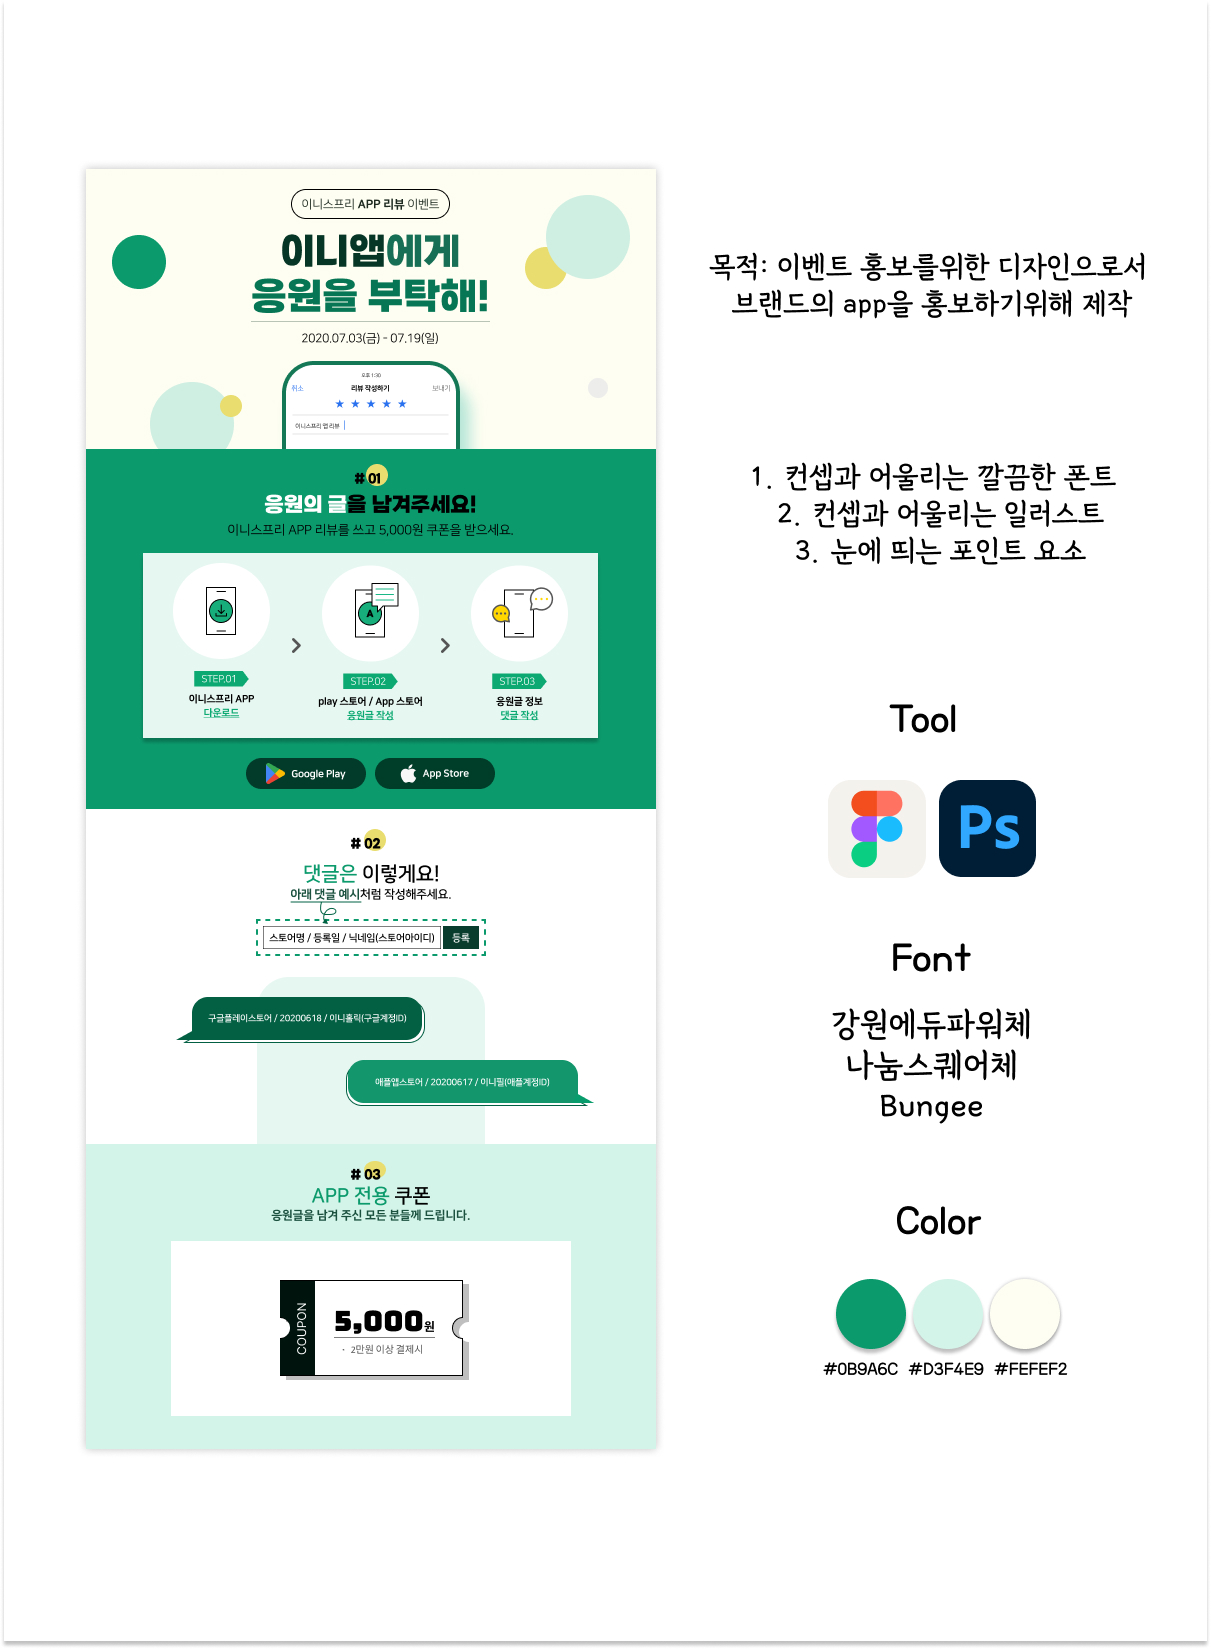 이니스프리 APP 리뷰 이벤트
이니앱에게
응원을 부탁해!
2020.07.03(금) - 07.19(일)
오후 1:30
취소 리뷰 작성하기 보내기
★ ★ ★ ★ ★
이니스프리 앱 리뷰
# 01
응원의 글을 남겨주세요!
이니스프리 APP 리뷰를 쓰고 5,000원 쿠폰을 받으세요.
A
STEP.01
이니스프리 APP
다운로드
STEP.02
play 스토어 / App 스토어
응원글 작성
STEP.03
응원글 정보
댓글 작성
Google Play
App Store
# 02
댓글은 이렇게요!
아래 댓글 예시처럼 작성해주세요.
스토어명 / 등록일 / 닉네임(스토어아이디) 등록
구글플레이스토어 / 20200618 / 이니홀릭(구글계정ID)
애플앱스토어 / 20200617 / 이니필(애플계정ID)
# 03
APP 전용 쿠폰
응원글을 남겨 주신 모든 분들께 드립니다.
COUPON
5,000원
· 2만원 이상 결제시
목적: 이벤트 홍보를위한 디자인으로서
브랜드의 app을 홍보하기위해 제작
1. 컨셉과 어울리는 깔끔한 폰트
2. 컨셉과 어울리는 일러스트
3. 눈에 띄는 포인트 요소
Tool
Ps
Font
강원에듀파워체
나눔스퀘어체
Bungee
Color
#0B9A6C #D3F4E9 #FEFEF2